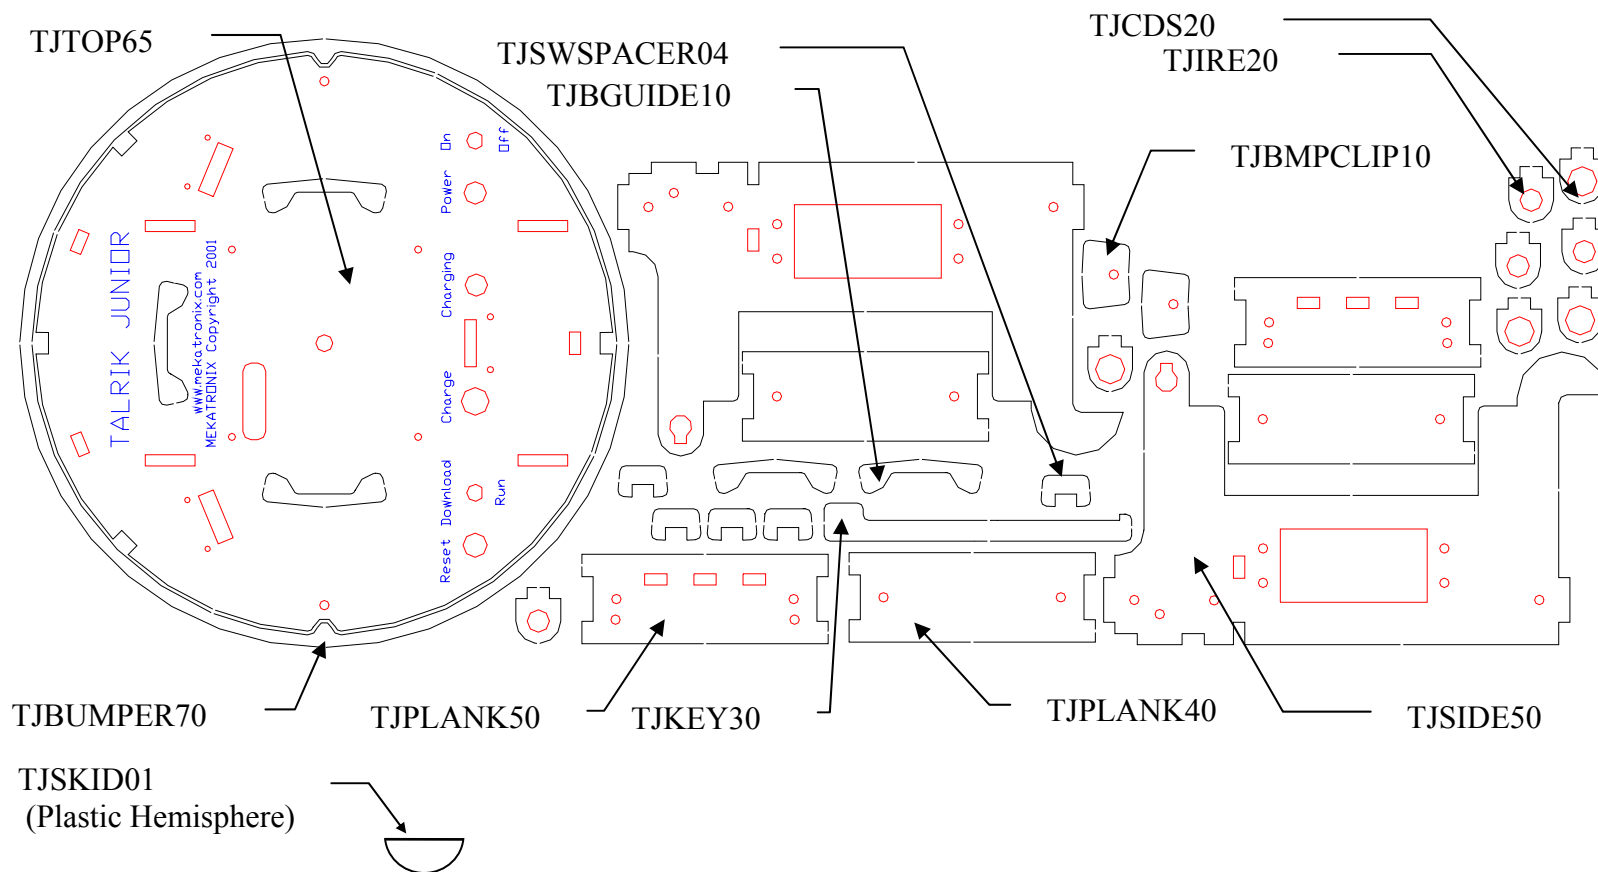 TJTOP65
TJSWSPACER04
TJBGUIDE10
TJCDS20
TJIRE20
TJBMPCLIP10
On
Off
Power
Charging
Charge
Download
Run
Reset
TALRIK JUNIOR
www.mekatronix.com
MEKATRONIX Copyright 2001
TJBUMPER70
TJPLANK50
TJKEY30
TJPLANK40
TJSIDE50
TJSKID01
(Plastic Hemisphere)